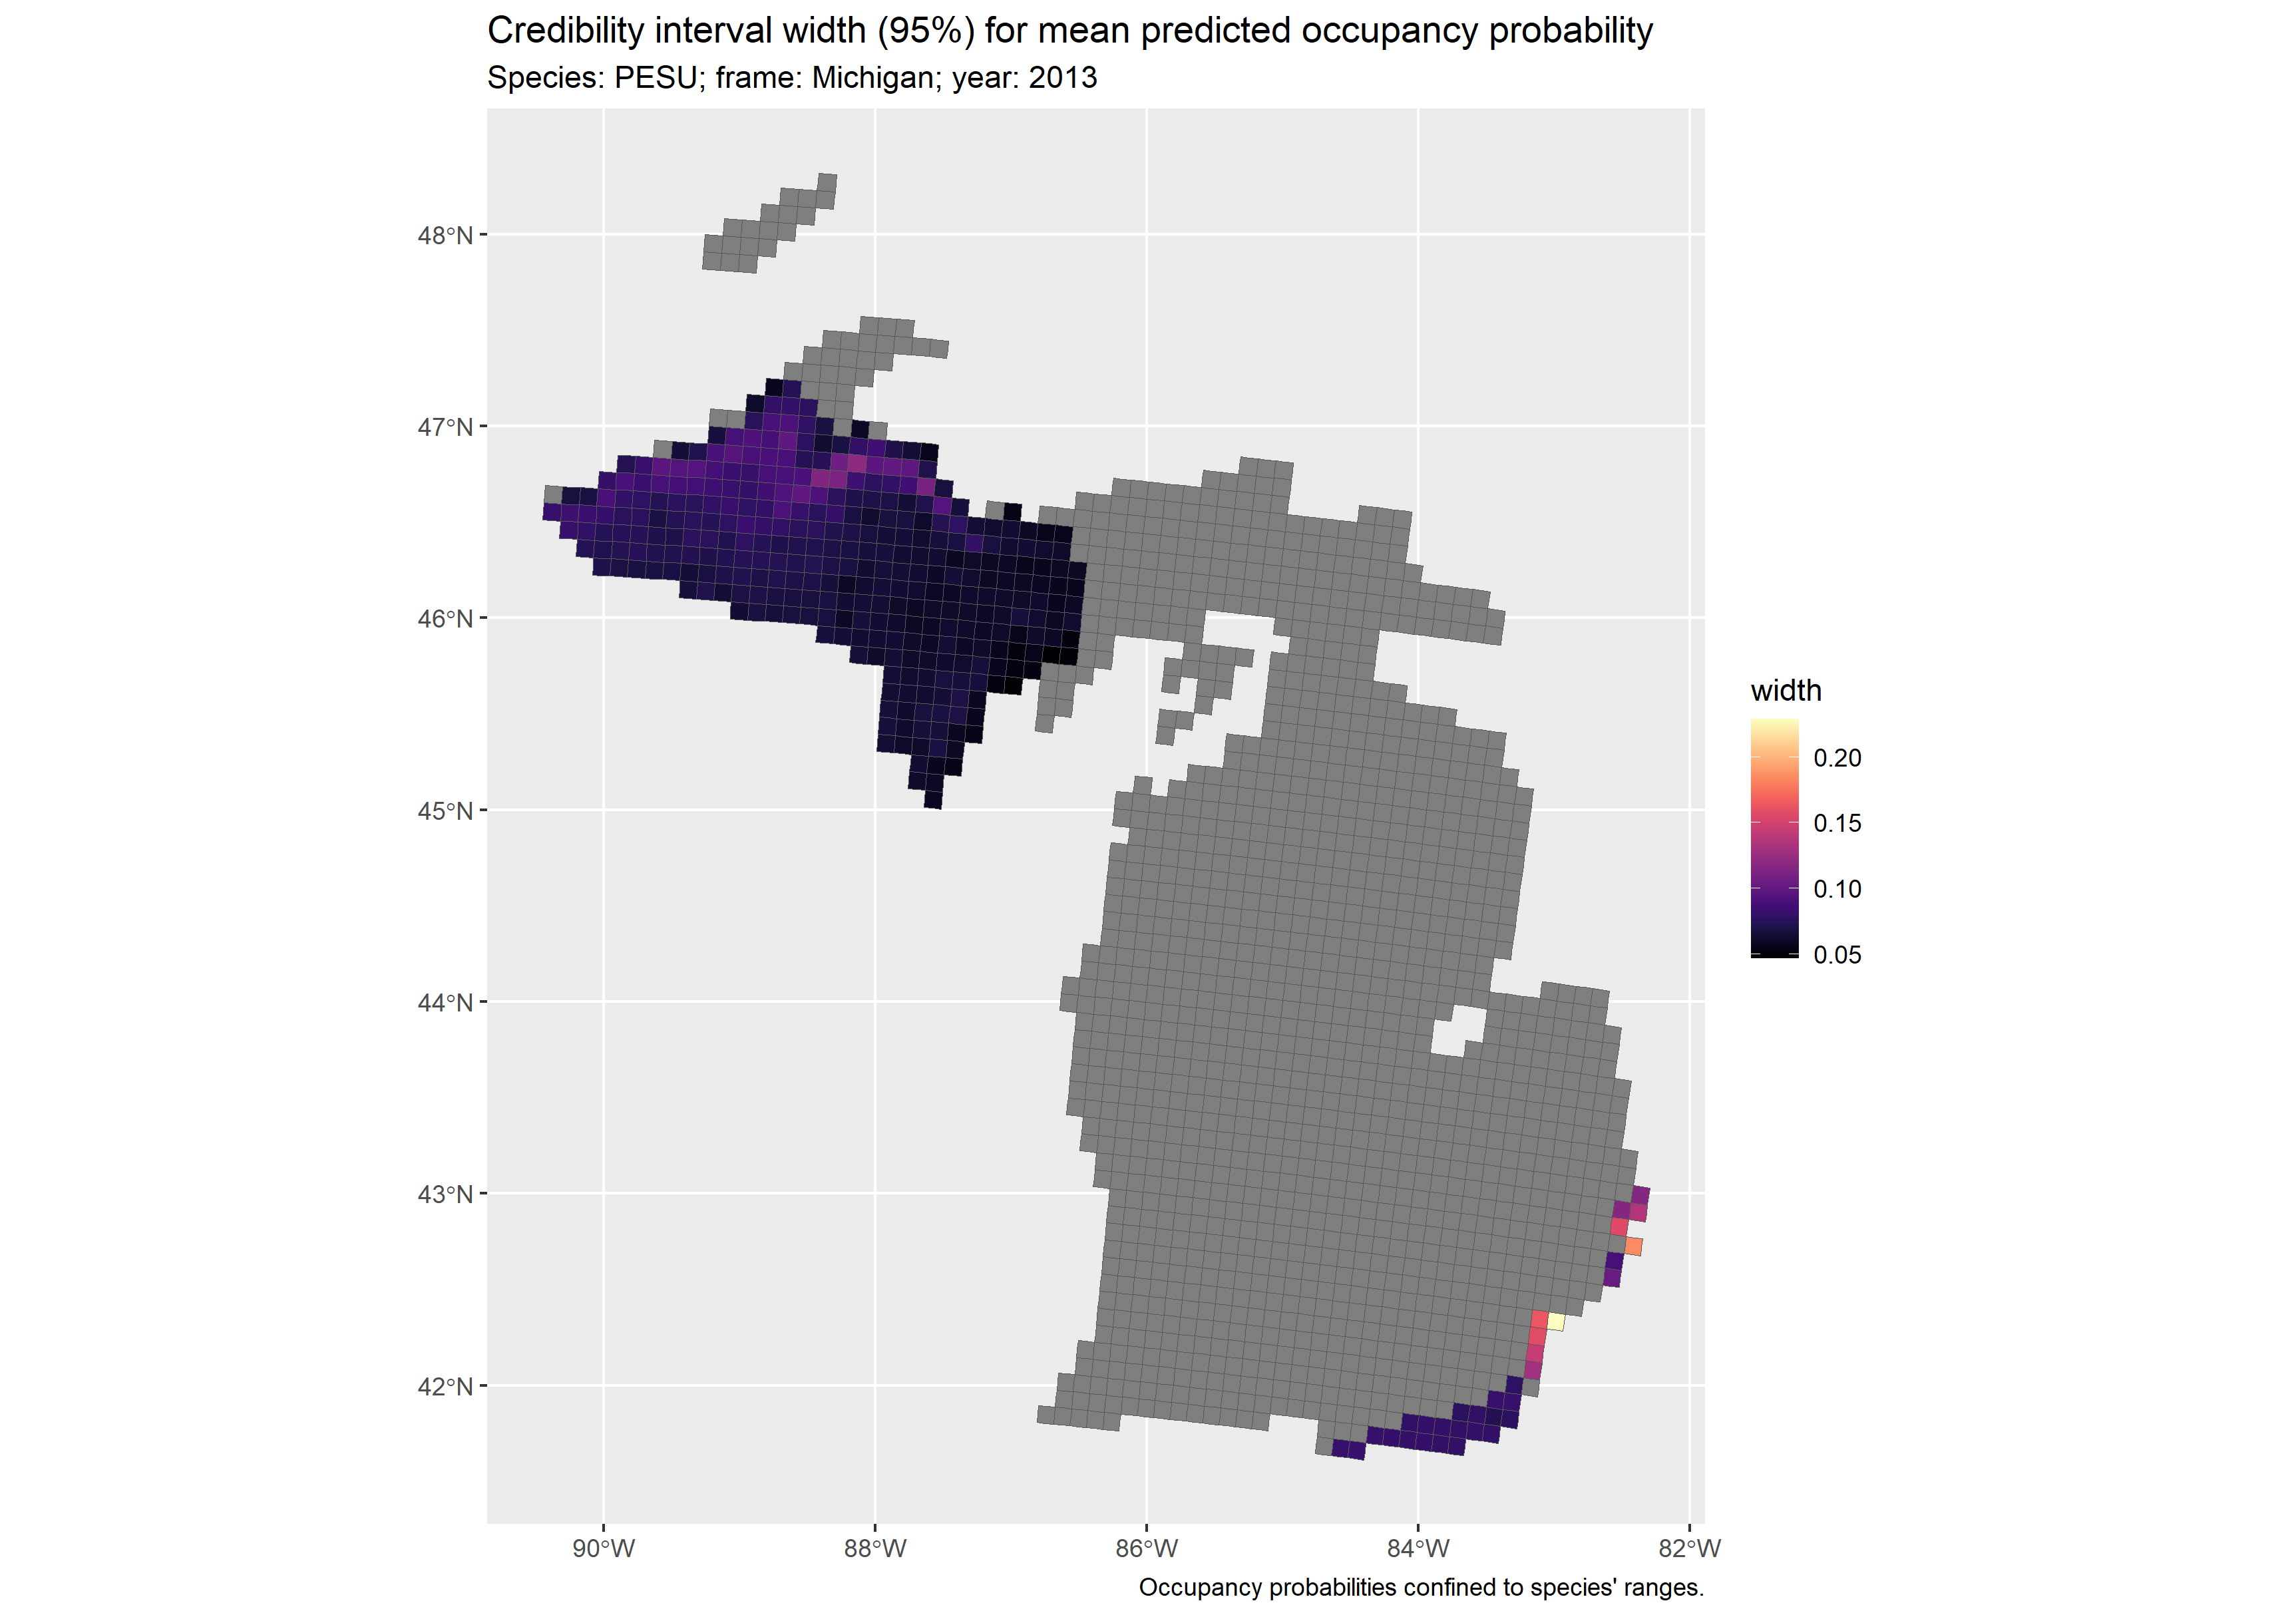 Credibility interval width (95%) for mean predicted occupancy probability
Species: PESU; frame: Michigan; year: 2013
48°N
47°N
46°N
45°N
44°N
43°N
42°N
90°W
88°W
86°W
84°W
82°W
width
0.20
0.15
0.10
0.05
Occupancy probabilities confined to species' ranges.